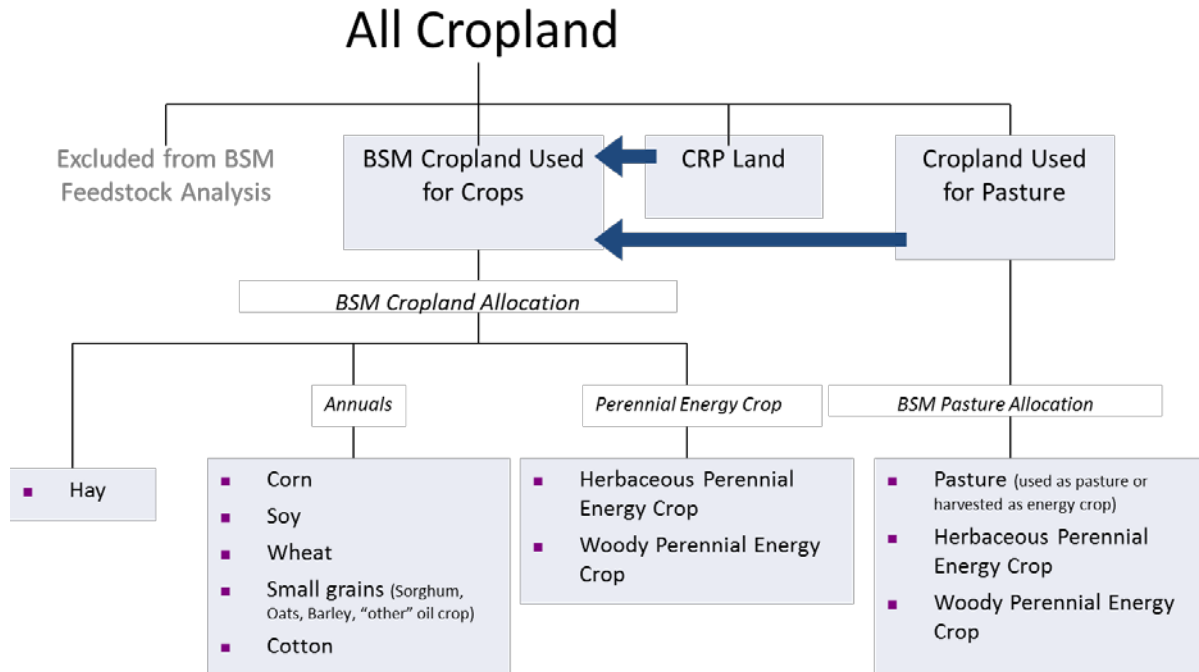 All Cropland
Excluded from BSM
Feedstock Analysis
BSM Cropland Used
for Crops
CRP Land
Cropland Used
for Pasture
BSM Cropland Allocation
Annuals
Perennial Energy Crop
BSM Pasture Allocation
Hay
Corn
Soy
Wheat
Small grains (Sorghum,
Oats, Barley, “other” oil crop)
Cotton
Herbaceous Perennial
Energy Crop
Woody Perennial Energy
Crop
Pasture (used as pasture or
harvested as energy crop)
Herbaceous Perennial
Energy Crop
Woody Perennial Energy
Crop